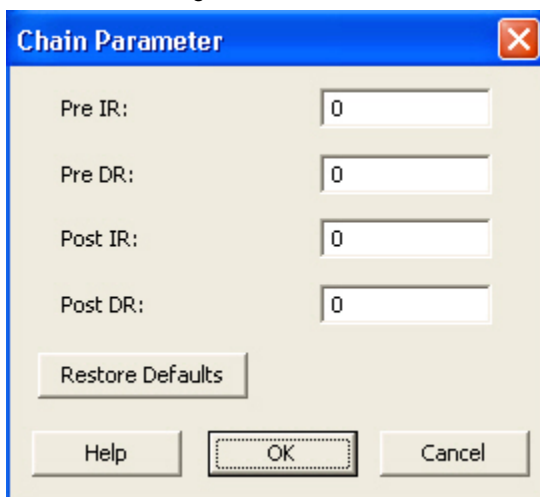 Chain Parameter
Pre IR: 0
Pre DR: 0
Post IR: 0
Post DR: 0
Restore Defaults
Help OK Cancel